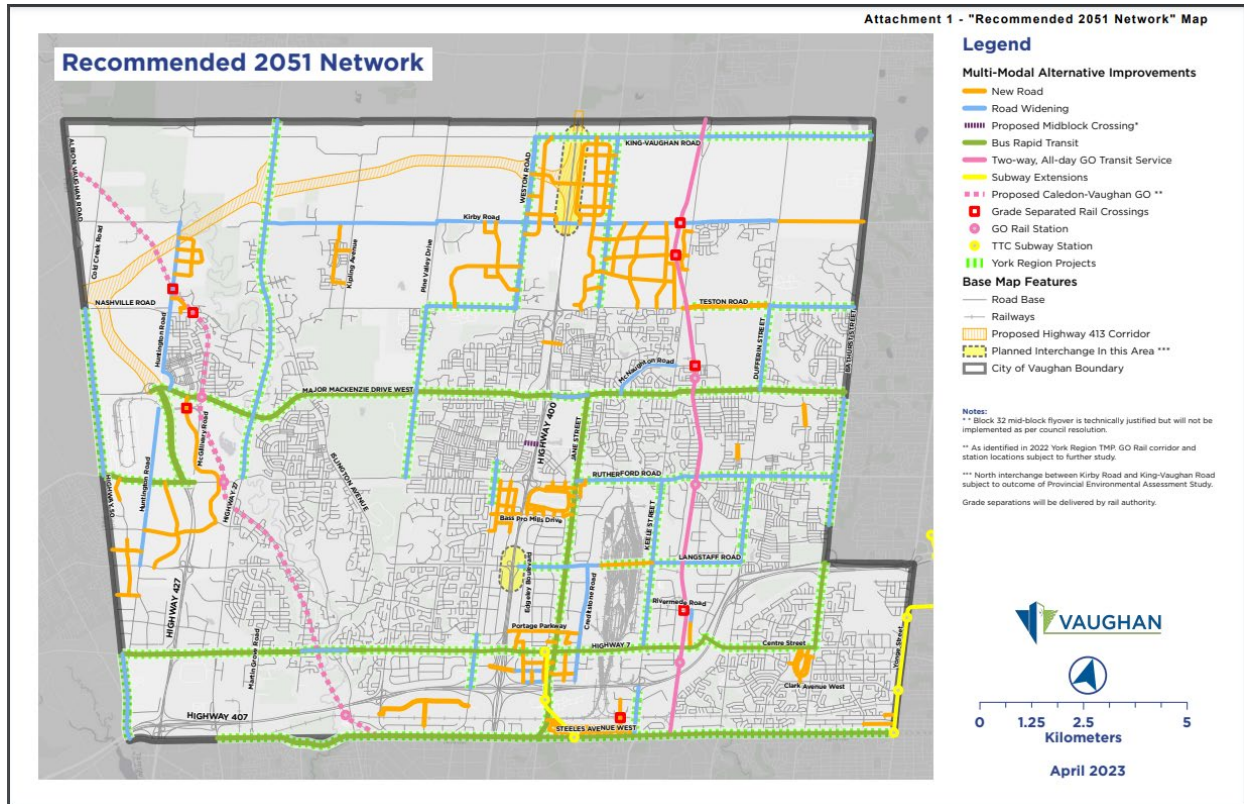 Attachment 1 - "Recommended 2051 Network" Map
Recommended 2051 Network
Legend
Multi-Modal Alternative Improvements
New Road
Road Widening
Proposed Midblock Crossing*
Bus Rapid Transit
Two-way, All-day GO Transit Service
Subway Extensions
Proposed Caledon-Vaughan GO **
Grade Separated Rail Crossings
GO Rail Station
TTC Subway Station
York Region Projects
Base Map Features
Road Base
Railways
Proposed Highway 413 Corridor
Planned Interchange In this Area ***
City of Vaughan Boundary
Notes:
* * Block 32 mid-block flyover is technically justified but will not be
implemented as per council resolution.
** As identified in 2022 York Region TMP. GO Rail corridor and
station locations subject to further study.
*** North interchange between Kirby Road and King-Vaughan Road
subject to outcome of Provincial Environmental Assessment Study.
Grade separations will be delivered by rail authority.
VAUGHAN
0 1.25 2.5 5
Kilometers
April 2023
ALBION VAUGHAN ROAD
KING-VAUGHAN ROAD
WESTON ROAD
Cold Creek Road
Kirby Road
Kipling Avenue
Pine Valley Drive
NASHVILLE ROAD
TESTON ROAD
Huntington Road
DUFFERIN STREET
BATHURST STREET
McNaughton Road
MAJOR MACKENZIE DRIVE WEST
HIGHWAY 400
JANE STREET
McGillivray Road
ISLINGTON AVENUE
RUTHERFORD ROAD
HIGHWAY 50
Huntington Road
HIGHWAY 27
Bass Pro Mills Drive
KEELE STREET
LANGSTAFF ROAD
Edgeley Boulevard
Creditstone Road
HIGHWAY 427
Rivermede Road
Portage Parkway
HIGHWAY 7
Centre Street
Yonge Street
Martin Grove Road
Clark Avenue West
HIGHWAY 407
STEELES AVENUE WEST